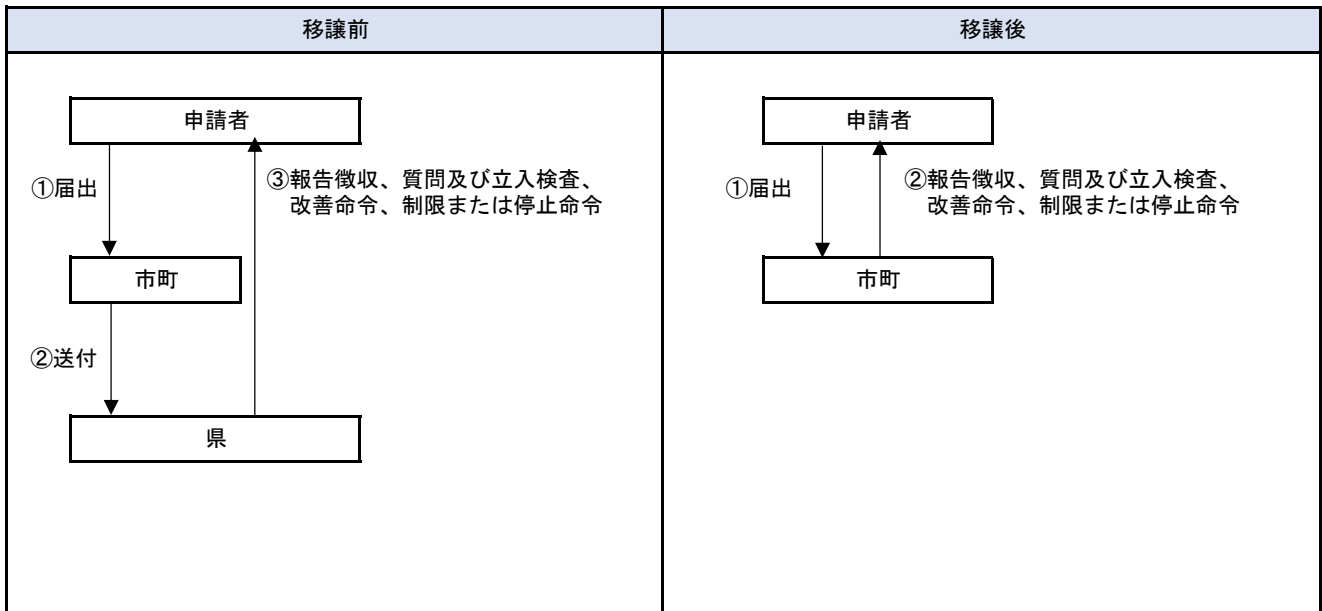 移譲前
申請者
①届出
③報告徴収、質問及び立入検査、
改善命令、制限または停止命令
市町
②送付
県
移譲後
申請者
①届出
②報告徴収、質問及び立入検査、
改善命令、制限または停止命令
市町